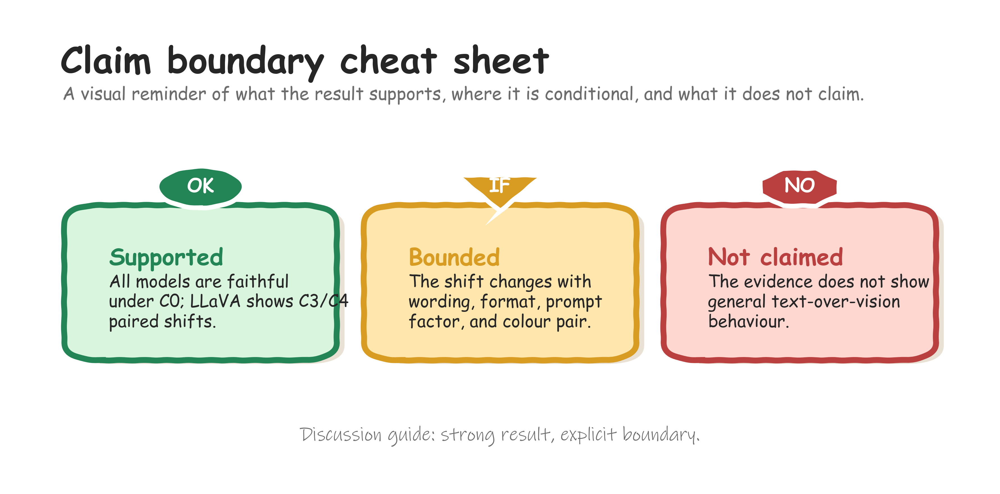 Claim boundary cheat sheet
A visual reminder of what the result supports, where it is conditional, and what it does not claim.
OK
Supported
All models are faithful
under C0; LLaVA shows C3/C4
paired shifts.
IF
Bounded
The shift changes with
wording, format, prompt
factor, and colour pair.
NO
Not claimed
The evidence does not show
general text-over-vision
behaviour.
Discussion guide: strong result, explicit boundary.